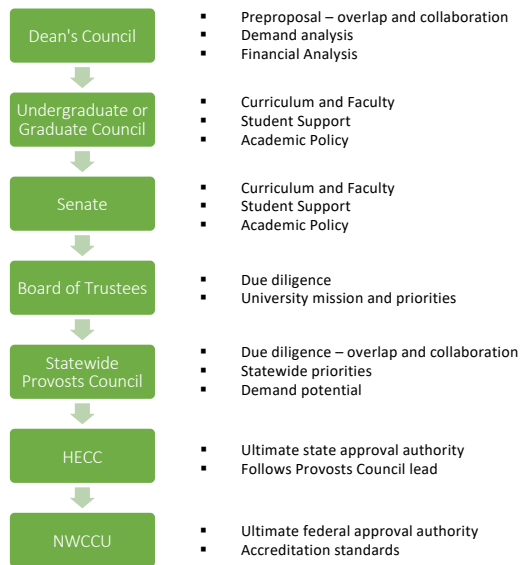 Dean's Council
▪ Preproposal – overlap and collaboration
▪ Demand analysis
▪ Financial Analysis
Undergraduate or
Graduate Council
▪ Curriculum and Faculty
▪ Student Support
▪ Academic Policy
Senate
▪ Curriculum and Faculty
▪ Student Support
▪ Academic Policy
Board of Trustees
▪ Due diligence
▪ University mission and priorities
Statewide
Provosts Council
▪ Due diligence – overlap and collaboration
▪ Statewide priorities
▪ Demand potential
HECC
▪ Ultimate state approval authority
▪ Follows Provosts Council lead
NWCCU
▪ Ultimate federal approval authority
▪ Accreditation standards